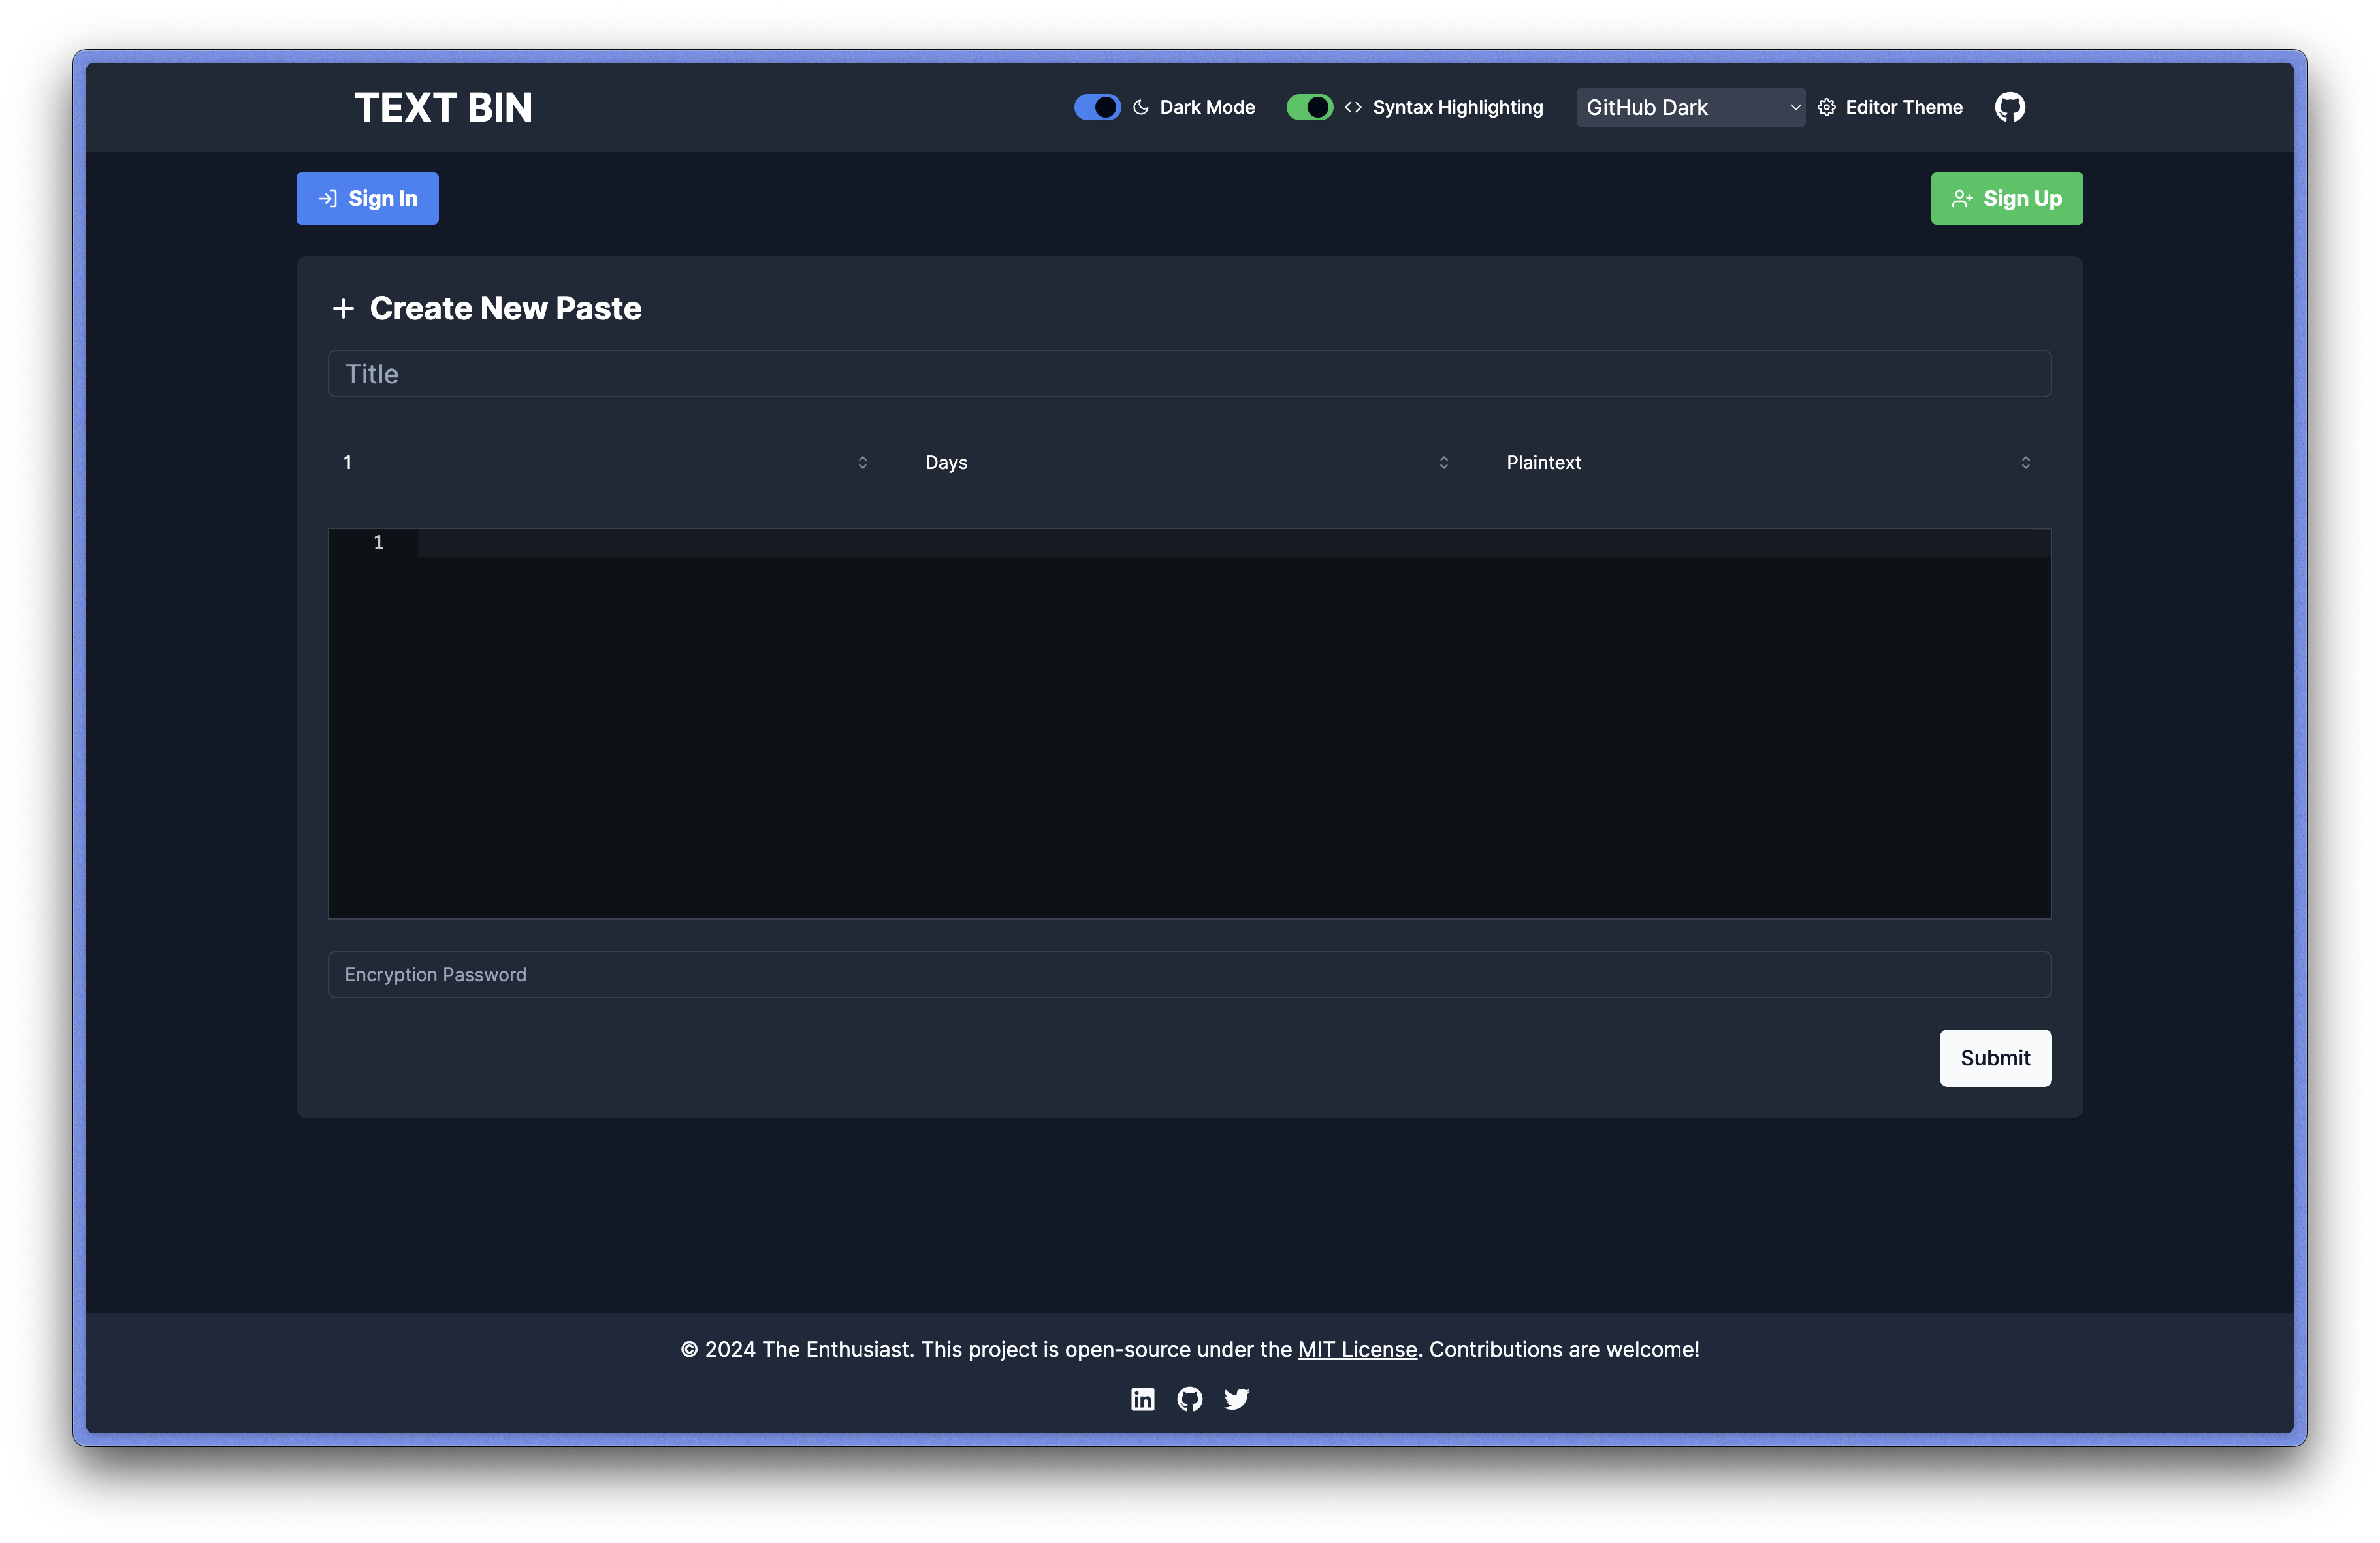 TEXT BIN
Dark Mode
Syntax Highlighting
GitHub Dark
Editor Theme
Sign In
Sign Up
Create New Paste
Title
1
Days
Plaintext
1
Encryption Password
Submit
© 2024 The Enthusiast. This project is open-source under the MIT License. Contributions are welcome!